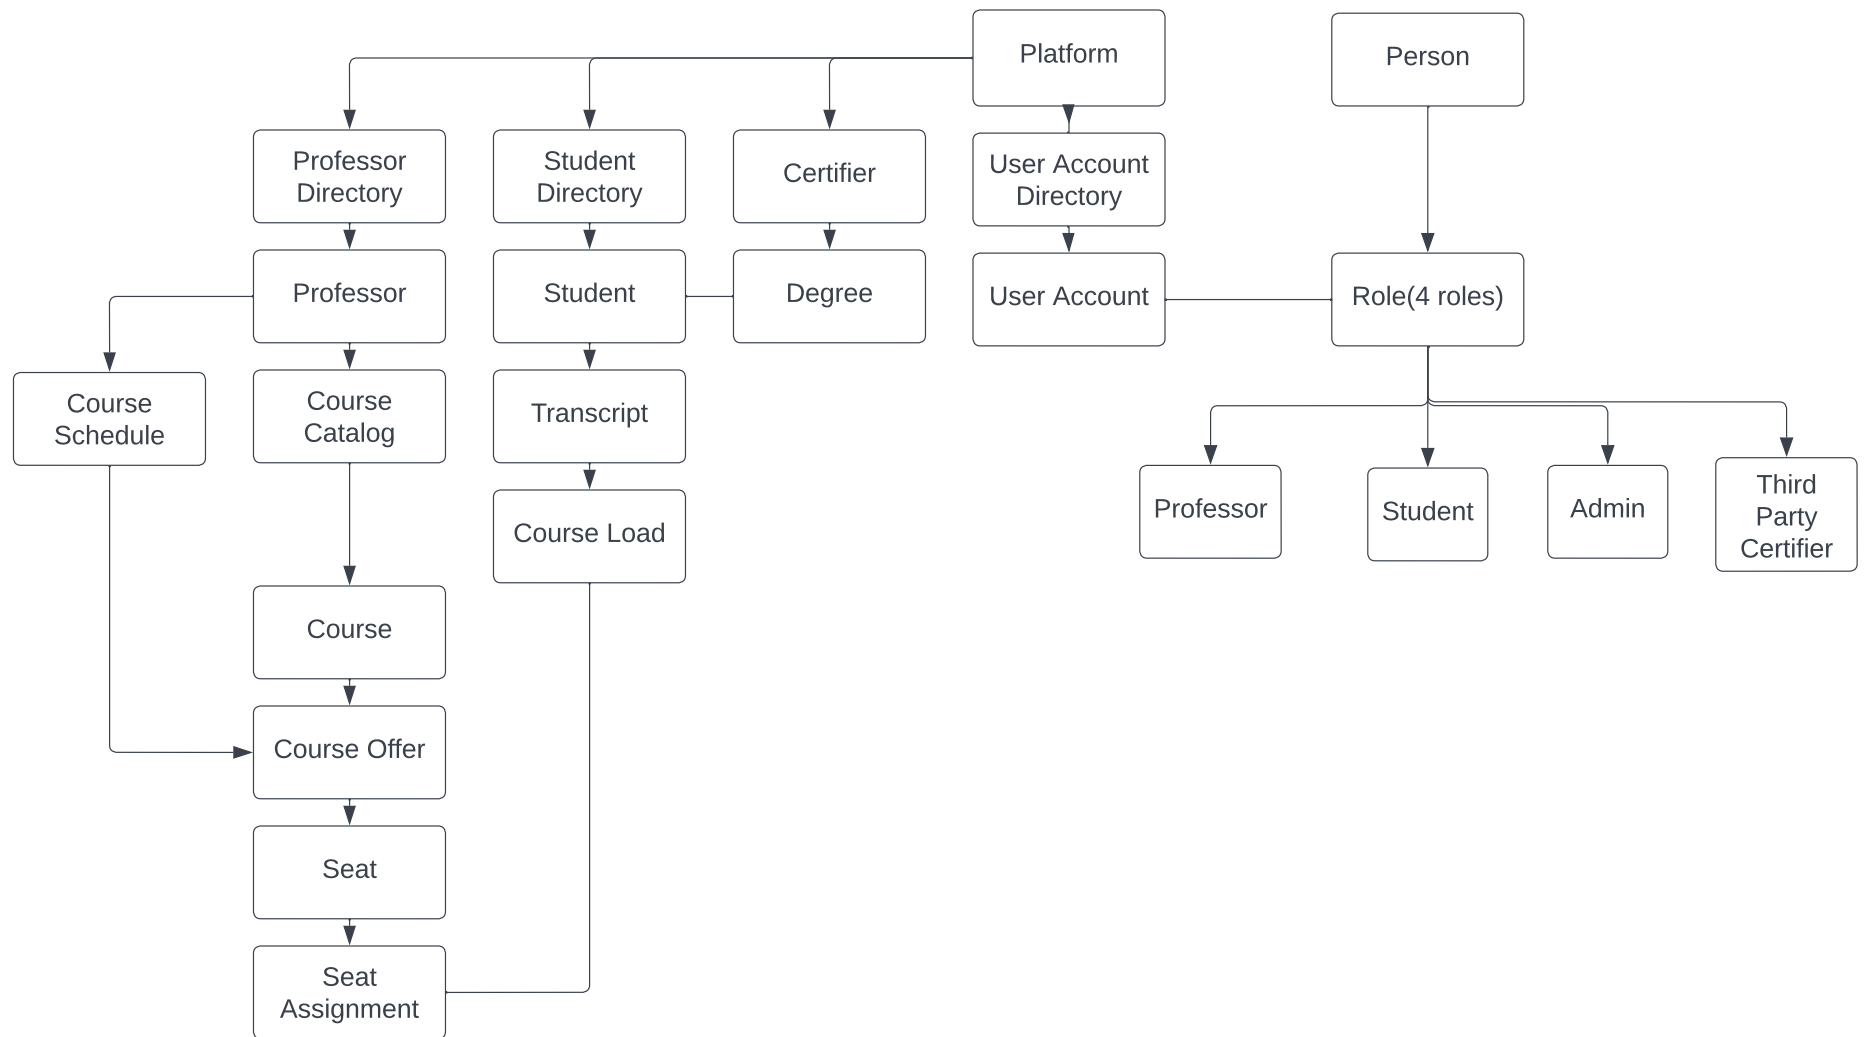 Platform
Person
Professor
Directory
Student
Directory
Certifier
User Account
Directory
Professor
Student
Degree
User Account
Role(4 roles)
Course
Schedule
Course
Catalog
Transcript
Course Load
Professor
Student
Admin
Third
Party
Certifier
Course
Course Offer
Seat
Seat
Assignment